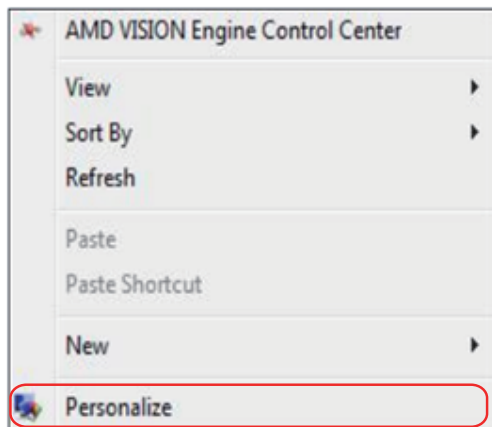 AMD VISION Engine Control Center
View
Sort By
Refresh
Paste
Paste Shortcut
New
Personalize